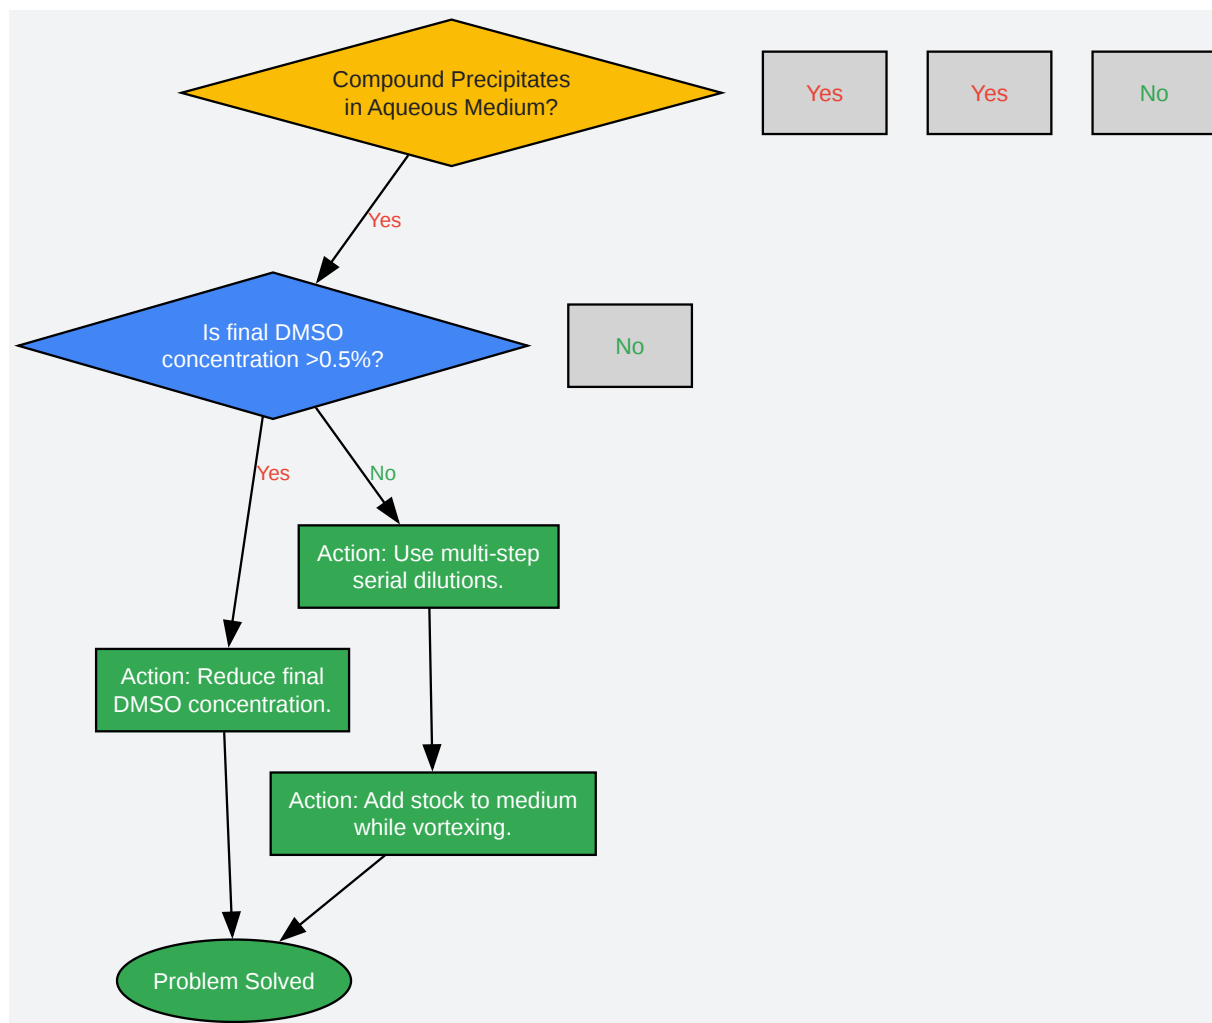 Compound Precipitates
in Aqueous Medium?
Yes
Yes
No
Yes
Is final DMSO
concentration >0.5%?
No
Yes
No
Action: Use multi-step
serial dilutions.
Action: Reduce final
DMSO concentration.
Action: Add stock to medium
while vortexing.
Problem Solved